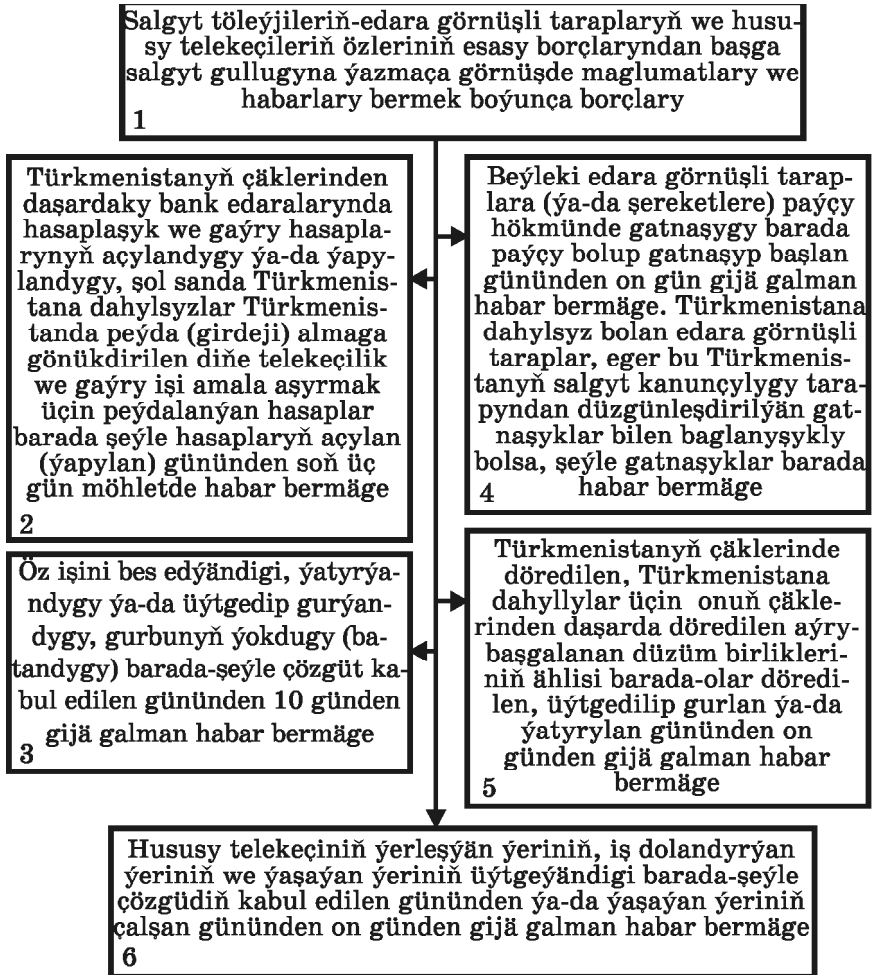 Salgyt töleýjileriň-edara görnüşli taraplaryň we husu-
sy telekeçileriň özleriniň esasy borçlaryndan başga
salgyt gullugyna ýazmaça görnüşde maglumatlary we
habarlary bermek boýunça borçlary
1
Türkmenistanyň çäklerinden
daşardaky bank edaralarynda
hasaplaşyk we gaýry hasapla-
rynyň açylandygy ýa-da ýapy-
landygy, şol sanda Türkmenis-
tana dahylsyzlar Türkmenis-
tanda peýda (girdeji) almaga
gönükdirilen diňe telekeçilik
we gaýry işi amala aşyrmak
üçin peýdalanýan hasaplar
barada şeýle hasaplaryň açylan
(ýapylan) gününden soň üç
gün möhletde habar bermäge
2
Öz işini bes edýändigi, ýatyrýa-
ndygy ýa-da üýtgedip gurýan-
dygy, gurbunyň ýokdugy (ba-
tandygy) barada-şeýle çözgüt ka-
bul edilen gününden 10 günden
gijä galman habar bermäge
3
Beýleki edara görnüşli tarap-
lara (ýa-da şereketlere) paýçy
hökmünde gatnaşygy barada
paýçy bolup gatnaşyp başlan
gününden on gün gijä galman
habar bermäge. Türkmenistana
dahylsyz bolan edara görnüşli
taraplar, eger bu Türkmenis-
tanyň salgyt kanunçylygy tara-
pyndan düzgünleşdirilýän gat-
naşyklar bilen baglanyşykly
bolsa, şeýle gatnaşyklar barada
habar bermäge
4
Türkmenistanyň çäklerinde
döredilen, Türkmenistana
dahyllylar üçin onuň çäkle-
rinden daşarda döredilen aýry-
başgalanan düzüm birlikleri-
niň ählisi barada-olar döredi-
len, üýtgedilip gurlan ýa-da
ýatyrylan gününden on
günden gijä galman habar
bermäge
5
Hususy telekeçiniň ýerleşýän ýeriniň, iş dolandyrýan
ýeriniň we ýaşaýan ýeriniň üýtgeýändigi barada-şeýle
çözgüdiň kabul edilen gününden ýa-da ýaşaýan ýeriniň
çalşan gününden on günden gijä galman habar bermäge
6